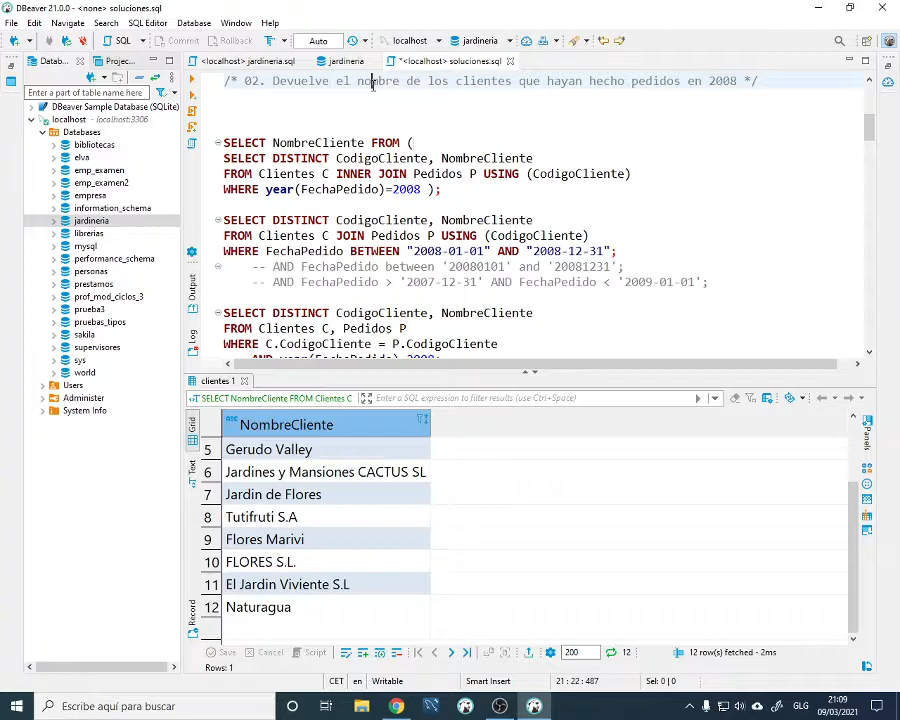 DBeaver 21.0.0 - <none> soluciones.sql
File Edit Navigate Search SQL Editor Database Window Help
SQL Commit Rollback Auto localhost jardineria
Datab... Projec...
<localhost> jardineria.sql jardineria *<localhost> soluciones.sql
Enter a part of table name here
DBeaver Sample Database (SQLite)
localhost - localhost:3306
Databases
bibliotecas
elva
emp_examen
emp_examen2
empresa
information_schema
jardineria
librerias
mysql
performance_schema
personas
prestamos
prof_mod_ciclos_3
prueba3
pruebas_tipos
sakila
supervisores
sys
world
Users
Administer
System Info
/* 02. Devuelve el nombre de los clientes que hayan hecho pedidos en 2008 */
SELECT NombreCliente FROM (
SELECT DISTINCT CodigoCliente, NombreCliente
FROM Clientes C INNER JOIN Pedidos P USING (CodigoCliente)
WHERE year(FechaPedido)=2008 );
SELECT DISTINCT CodigoCliente, NombreCliente
FROM Clientes C JOIN Pedidos P USING (CodigoCliente)
WHERE FechaPedido BETWEEN "2008-01-01" AND "2008-12-31";
-- AND FechaPedido between '20080101' and '20081231';
-- AND FechaPedido > '2007-12-31' AND FechaPedido < '2009-01-01';
SELECT DISTINCT CodigoCliente, NombreCliente
FROM Clientes C, Pedidos P
WHERE C.CodigoCliente = P.CodigoCliente
AND year(FechaPedido)=2008;
Output
Log
clientes 1
SELECT NombreCliente FROM Clientes C
Enter a SQL expression to filter results (use Ctrl+Space)
Grid
Text
Record
Panels
NombreCliente
5 Gerudo Valley
6 Jardines y Mansiones CACTUS SL
7 Jardin de Flores
8 Tutifruti S.A
9 Flores Marivi
10 FLORES S.L.
11 El Jardin Viviente S.L
12 Naturagua
Save Cancel Script 200 12 12 row(s) fetched - 2ms
Rows: 1
CET en Writable Smart Insert 21 : 22 : 487 Sel: 0 | 0
Escribe aquí para buscar
GLG
21:09
09/03/2021